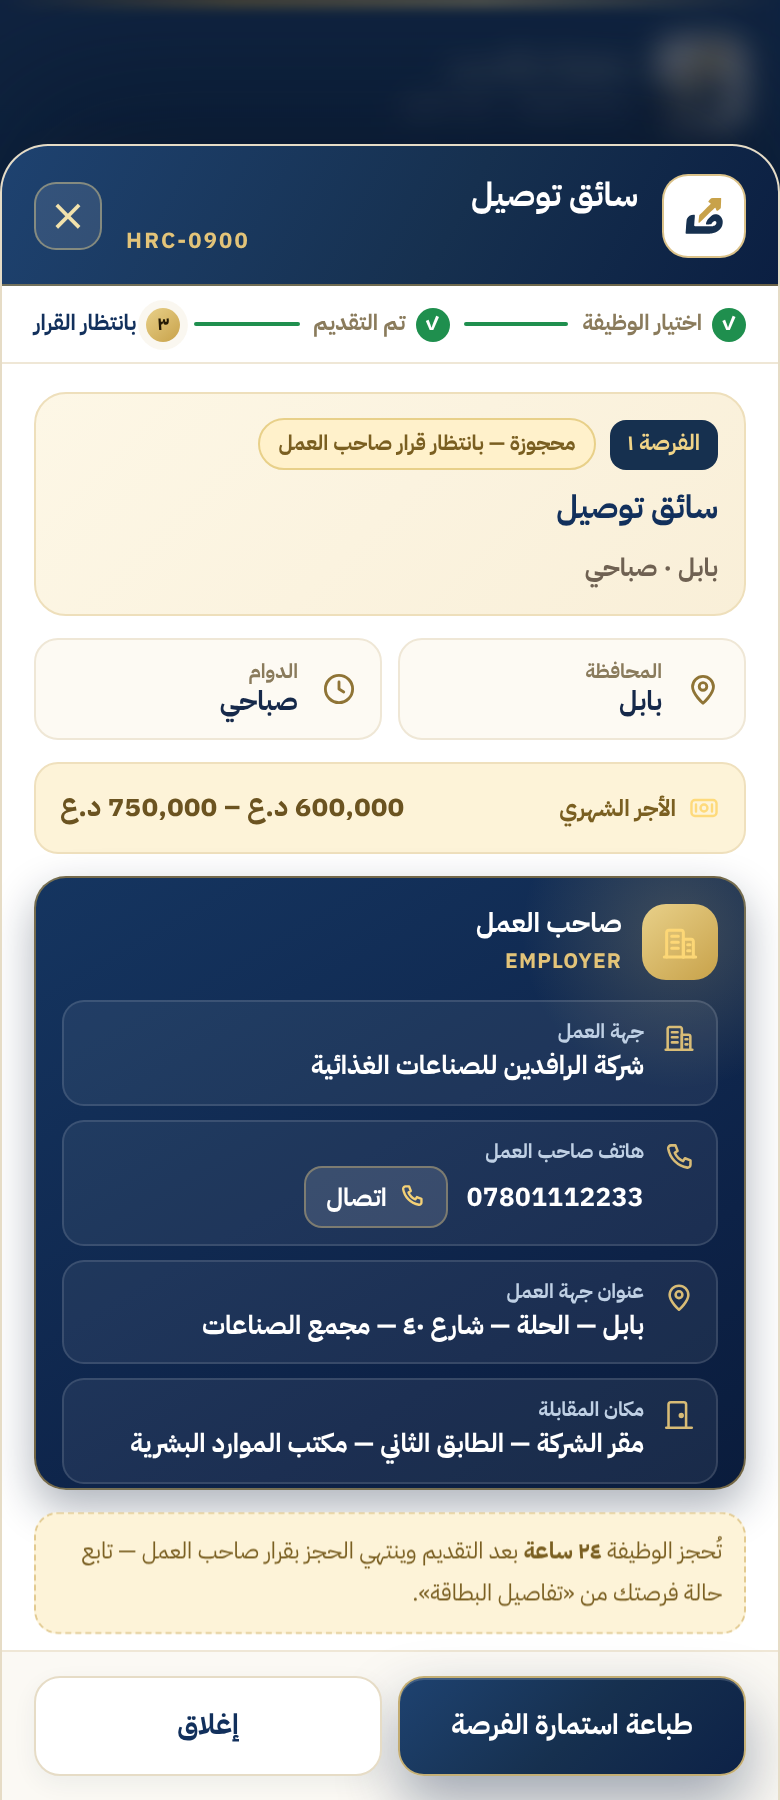 سائق توصيل
HRC-0900
اختيار الوظيفة
تم التقديم
٣ بانتظار القرار
الفرصة ١
محجوزة — بانتظار قرار صاحب العمل
سائق توصيل
بابل · صباحي
المحافظة
بابل
الدوام
صباحي
الأجر الشهري
600,000 د.ع – 750,000 د.ع
صاحب العمل
EMPLOYER
جهة العمل
شركة الرافدين للصناعات الغذائية
هاتف صاحب العمل
07801112233
اتصال
عنوان جهة العمل
بابل — الحلة — شارع ٤٠ — مجمع الصناعات
مكان المقابلة
مقر الشركة — الطابق الثاني — مكتب الموارد البشرية
تُحجز الوظيفة ٢٤ ساعة بعد التقديم وينتهي الحجز بقرار صاحب العمل — تابع
حالة فرصتك من «تفاصيل البطاقة».
طباعة استمارة الفرصة
إغلاق